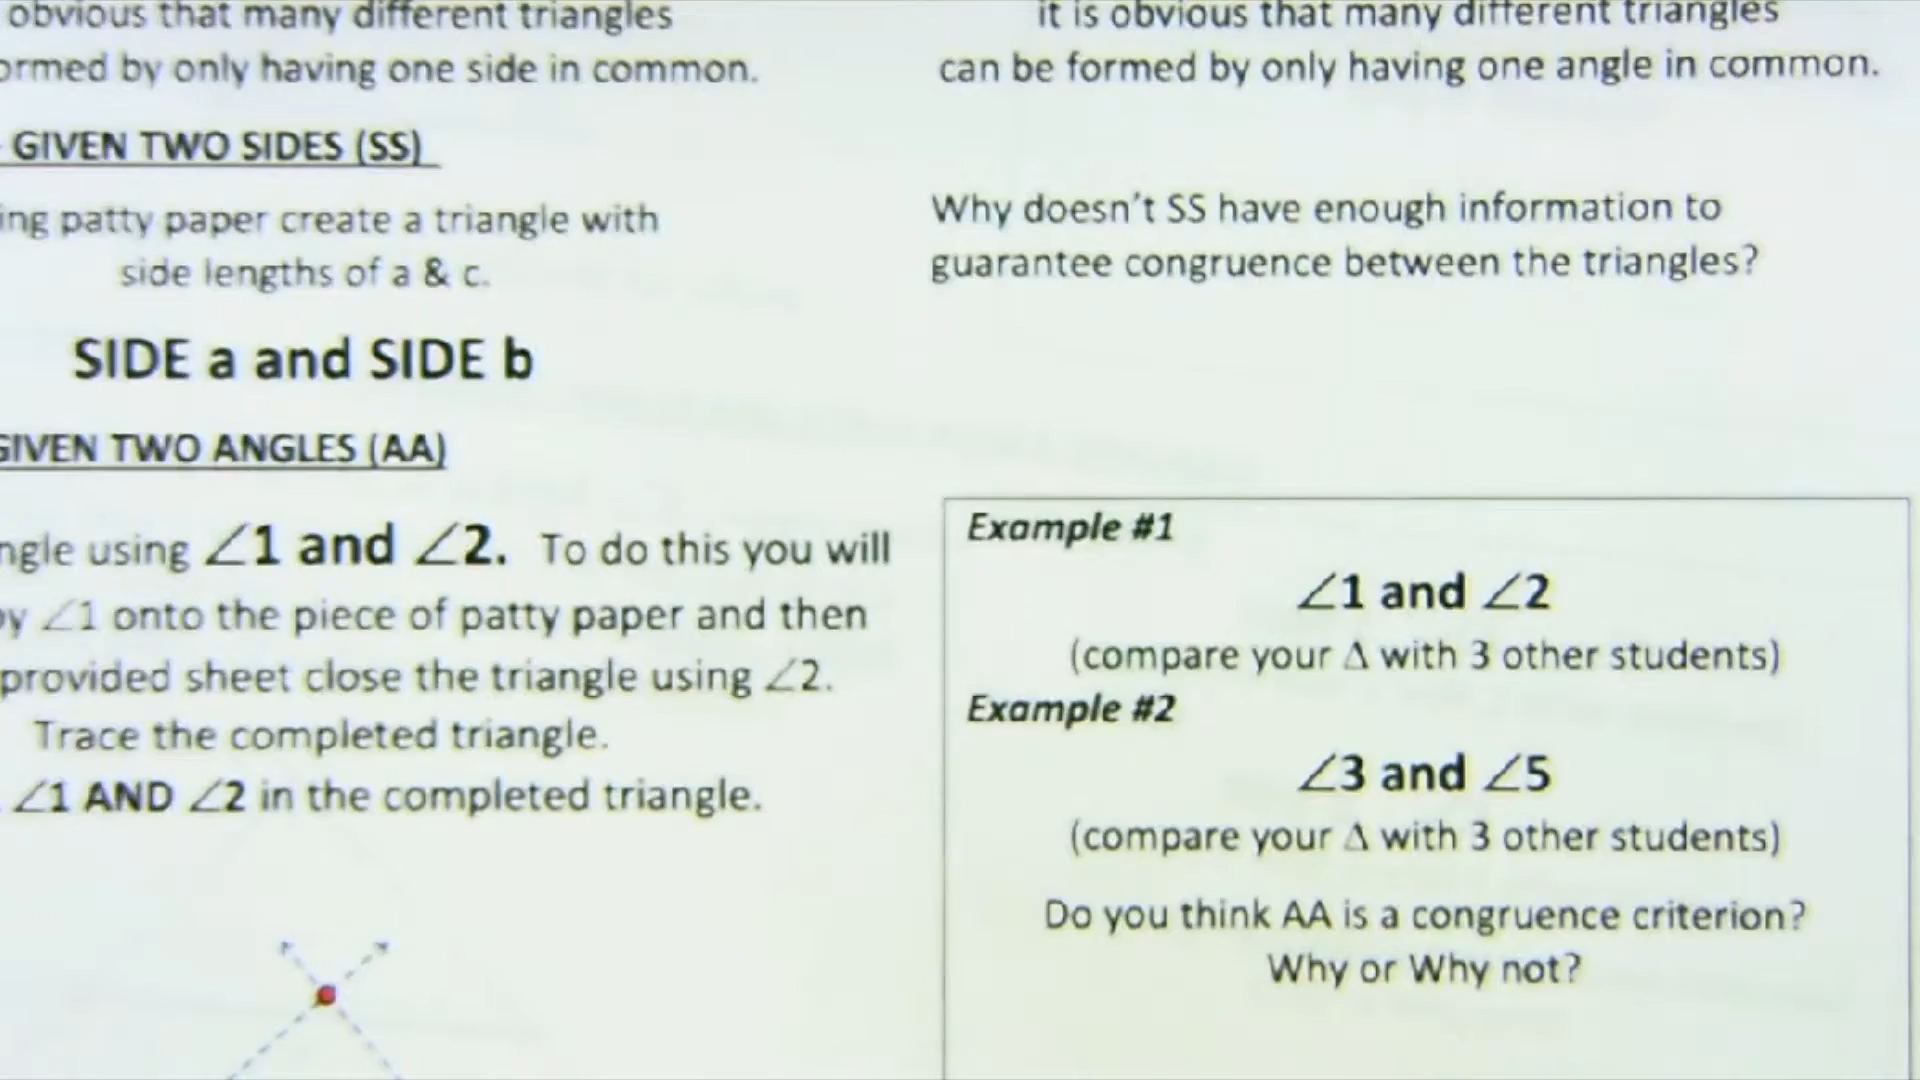 obvious that many different triangles
ormed by only having one side in common.
it is obvious that many different triangles
can be formed by only having one angle in common.
GIVEN TWO SIDES (SS)
ing patty paper create a triangle with
side lengths of a & c.
SIDE a and SIDE b
Why doesn't SS have enough information to
guarantee congruence between the triangles?
GIVEN TWO ANGLES (AA)
ngle using ∠1 and ∠2. To do this you will
py ∠1 onto the piece of patty paper and then
provided sheet close the triangle using ∠2.
Trace the completed triangle.
∠1 AND ∠2 in the completed triangle.
Example #1
∠1 and ∠2
(compare your Δ with 3 other students)
Example #2
∠3 and ∠5
(compare your Δ with 3 other students)
Do you think AA is a congruence criterion?
Why or Why not?